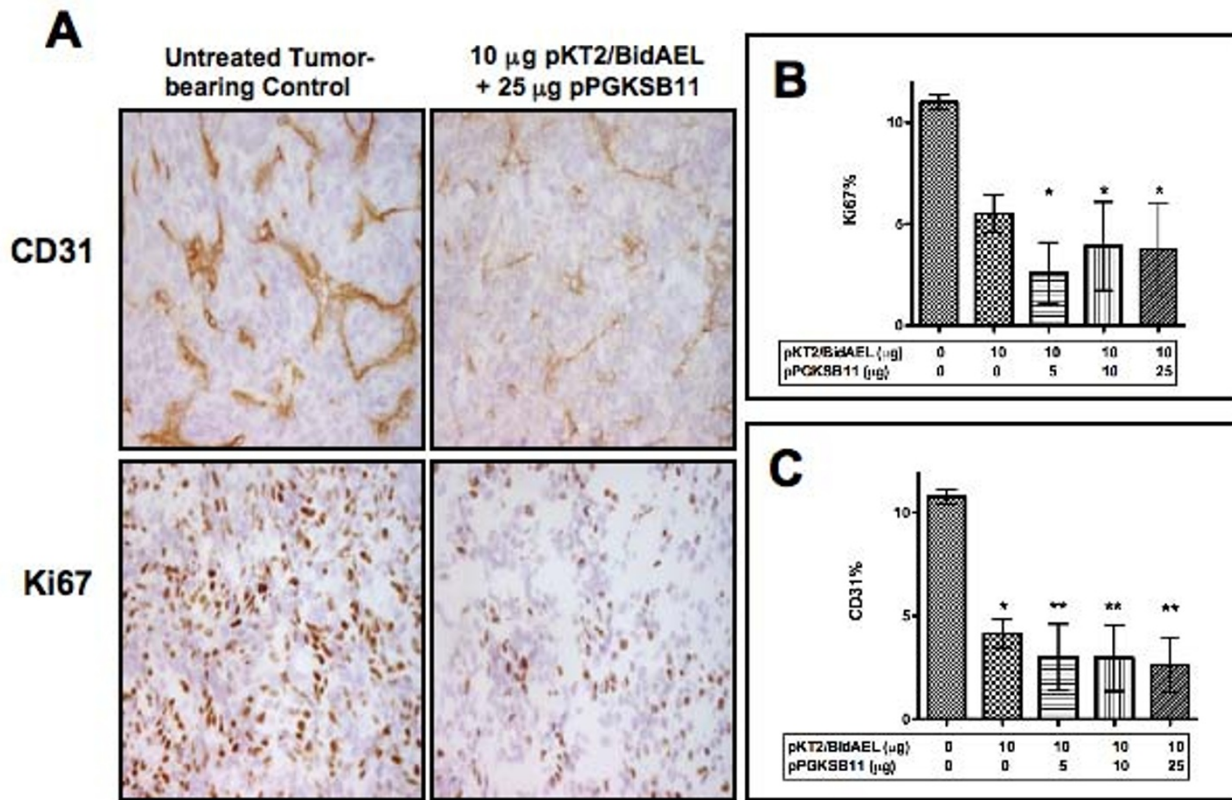 A
Untreated Tumor-
bearing Control
10 µg pKT2/BidAEL
+ 25 µg pPGKSB11
CD31
Ki67
B
Ki67%
10
5
0
* * *
pKT2/BidAEL (µg) 0 10 10 10 10
pPGKSB11 (µg) 0 0 5 10 25
C
CD31%
10
5
0
* ** ** **
pKT2/BidAEL (µg) 0 10 10 10 10
pPGKSB11 (µg) 0 0 5 10 25